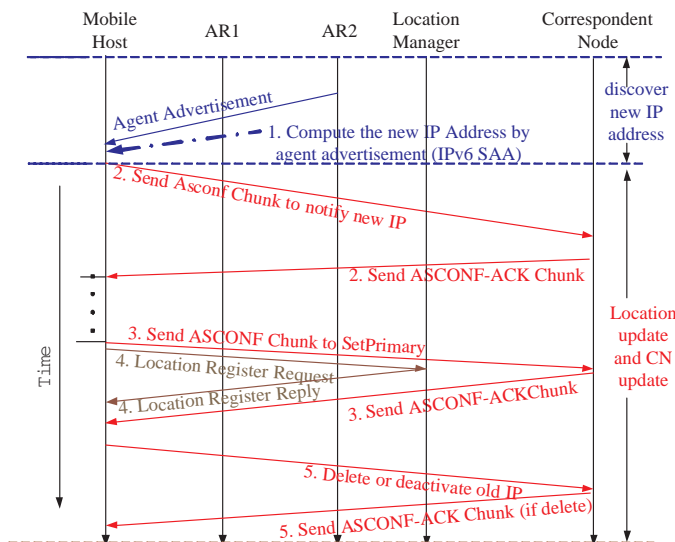 Mobile
Host
AR1
AR2
Location
Manager
Correspondent
Node
Agent Advertisement
discover
new IP
address
1. Compute the new IP Address by
agent advertisement (IPv6 SAA)
2. Send Asconf Chunk to notify new IP
2. Send ASCONF-ACK Chunk
3. Send ASCONF Chunk to SetPrimary
4. Location Register Request
4. Location Register Reply
3. Send ASCONF-ACKChunk
Location
update
and CN
update
Time
5. Delete or deactivate old IP
5. Send ASCONF-ACK Chunk (if delete)